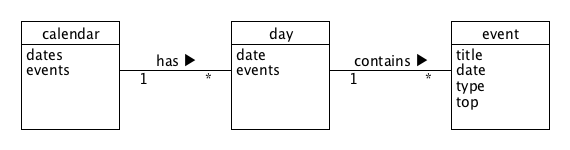 calendar
dates
events
has ▶
1 *
day
date
events
contains ▶
1 *
event
title
date
type
top